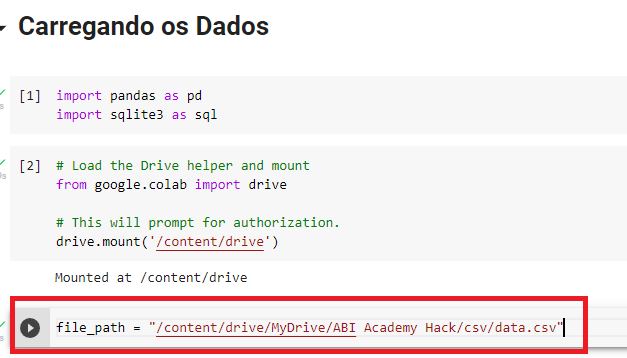 Carregando os Dados
[1] import pandas as pd
import sqlite3 as sql
[2] # Load the Drive helper and mount
from google.colab import drive
# This will prompt for authorization.
drive.mount('/content/drive')
Mounted at /content/drive
file_path = "/content/drive/MyDrive/ABI Academy Hack/csv/data.csv"